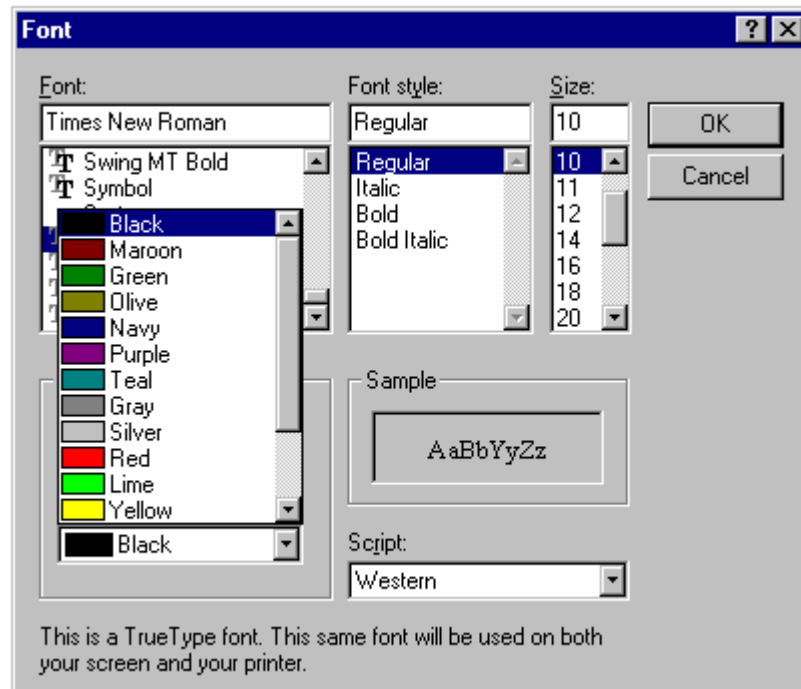 Font
Font:
Font style:
Size:
Times New Roman
Regular
10
OK
Cancel
Swing MT Bold
Symbol
Regular
Italic
Bold
Bold Italic
10
11
12
14
16
18
20
Black
Maroon
Green
Olive
Navy
Purple
Teal
Gray
Silver
Red
Lime
Yellow
Black
Sample
AaBbYyZz
Script:
Western
This is a TrueType font. This same font will be used on both
your screen and your printer.